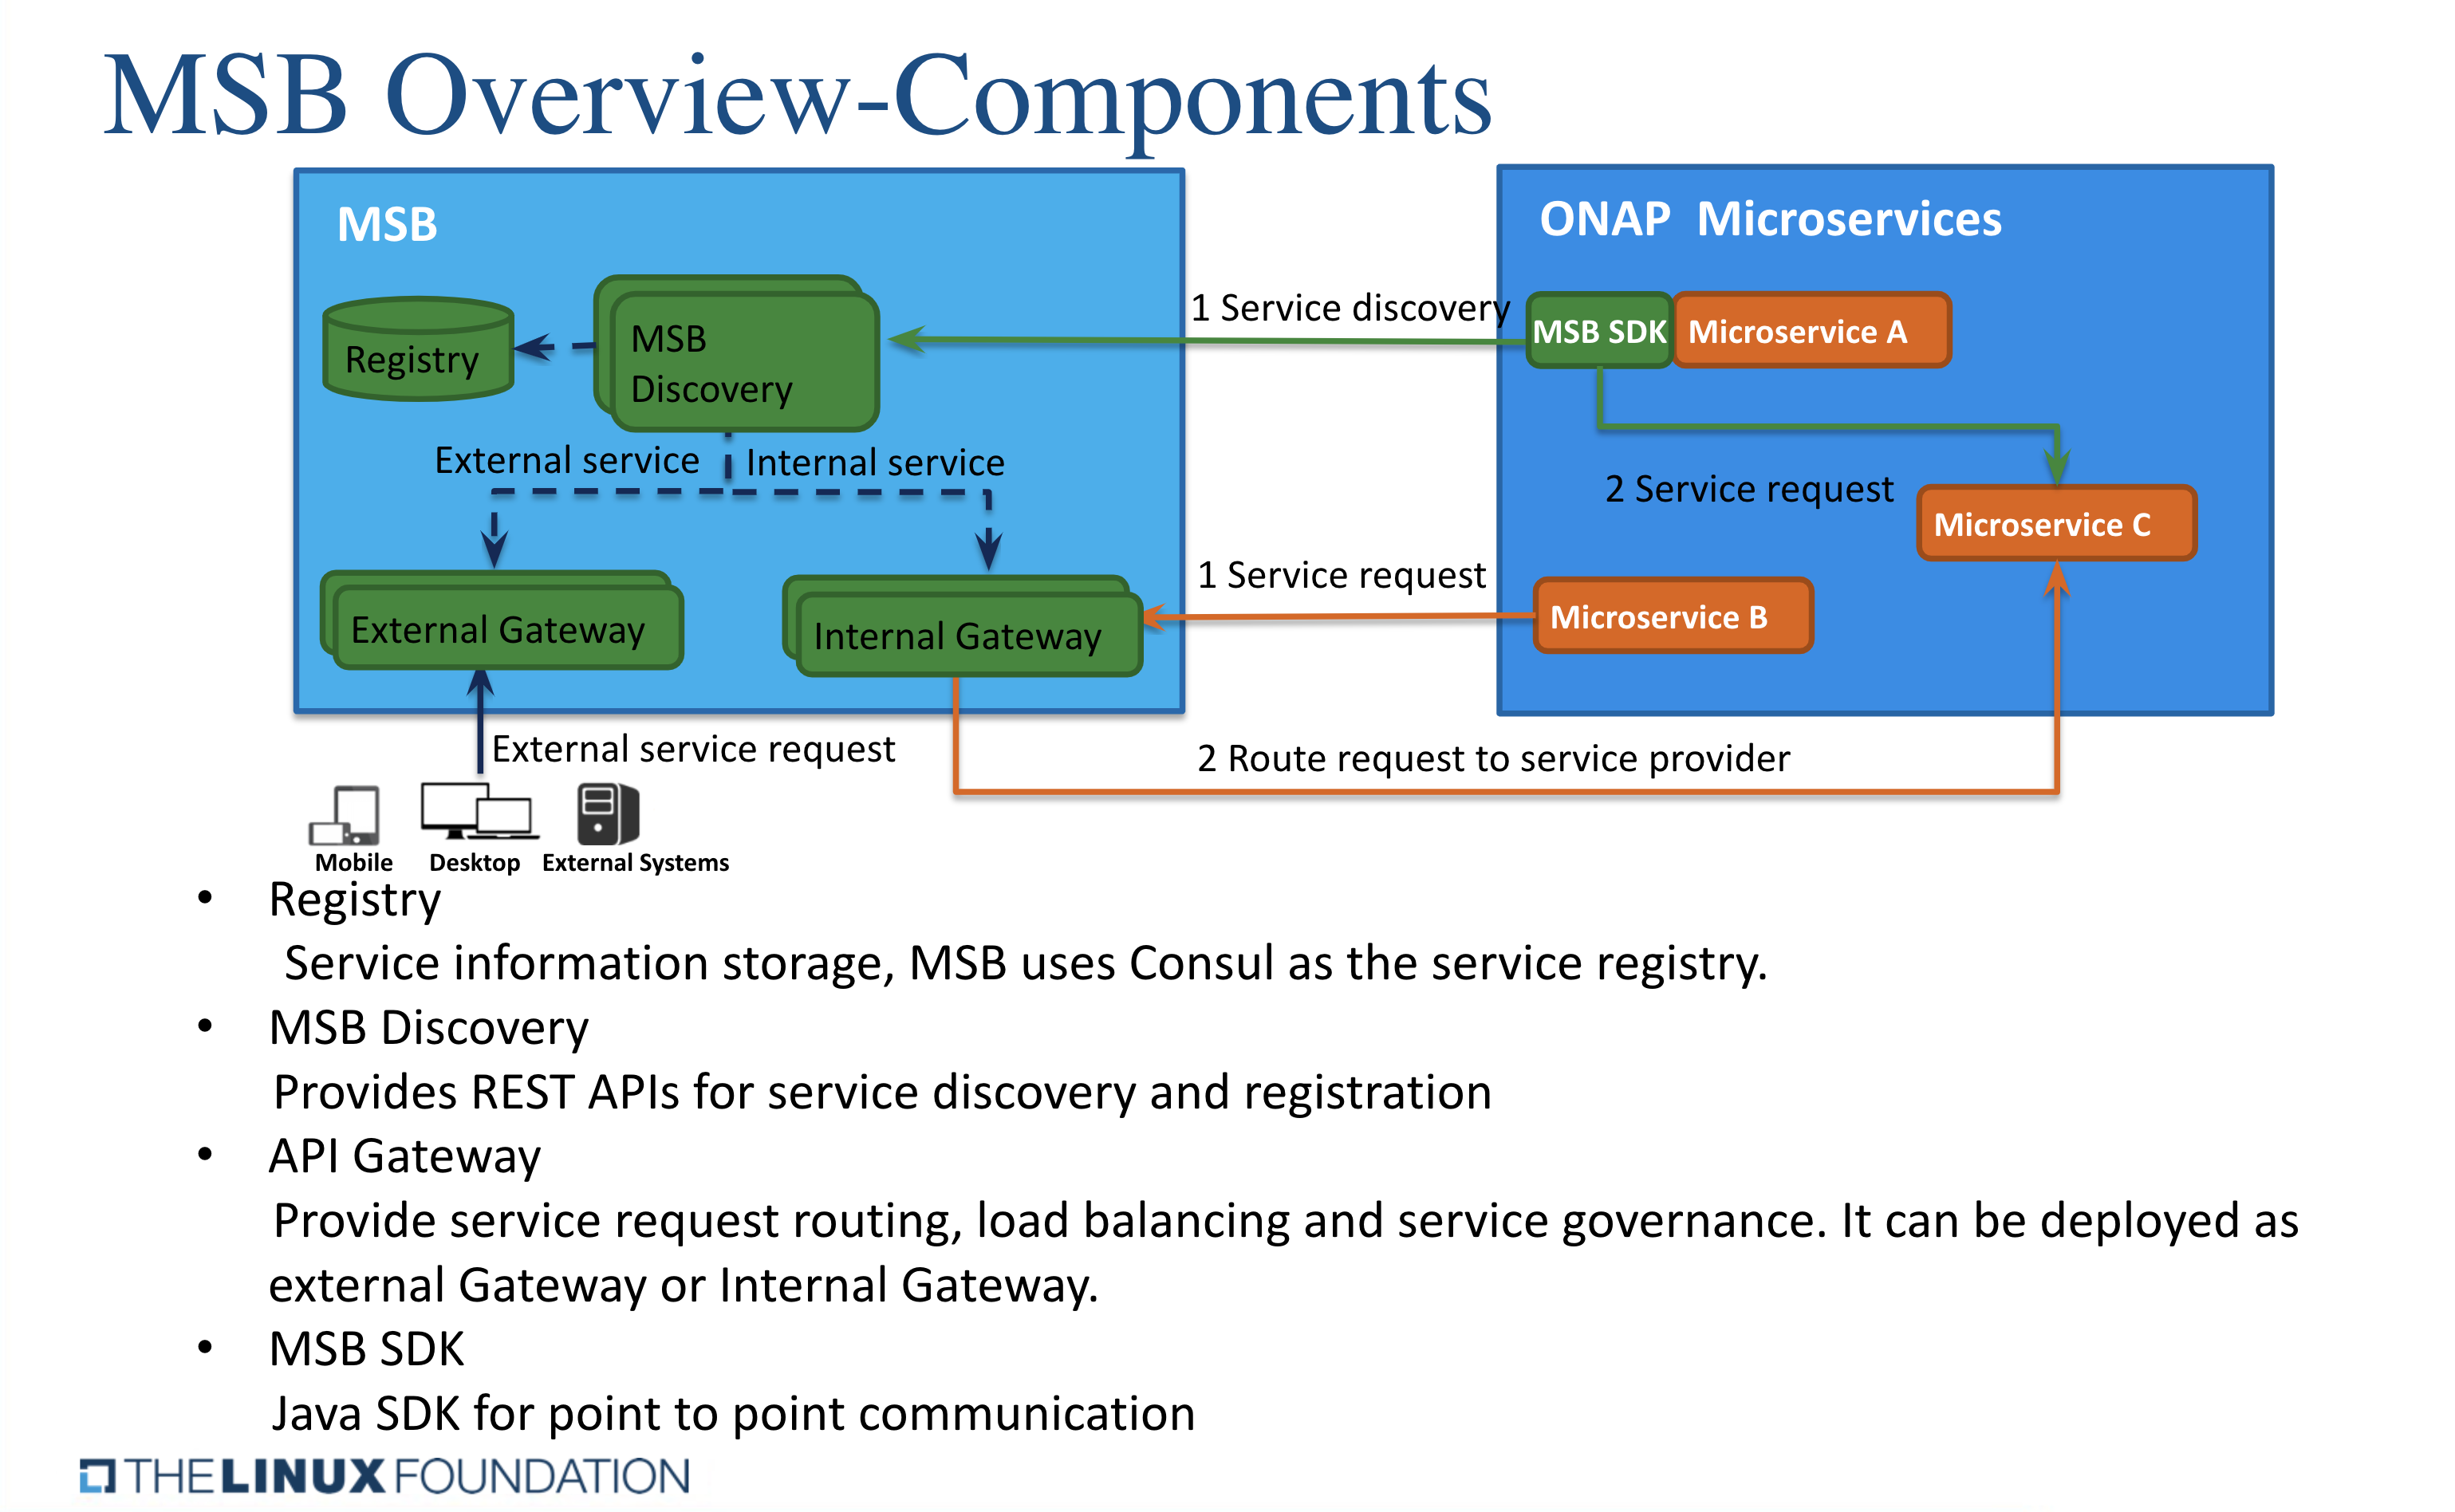 MSB Overview-Components
MSB
Registry
MSB
Discovery
External service
Internal service
External Gateway
Internal Gateway
1 Service discovery
1 Service request
ONAP Microservices
MSB SDK
Microservice A
2 Service request
Microservice C
Microservice B
External service request
2 Route request to service provider
Mobile
Desktop
External Systems
• Registry
Service information storage, MSB uses Consul as the service registry.
• MSB Discovery
Provides REST APIs for service discovery and registration
• API Gateway
Provide service request routing, load balancing and service governance. It can be deployed as
external Gateway or Internal Gateway.
• MSB SDK
Java SDK for point to point communication
THE LINUX FOUNDATION